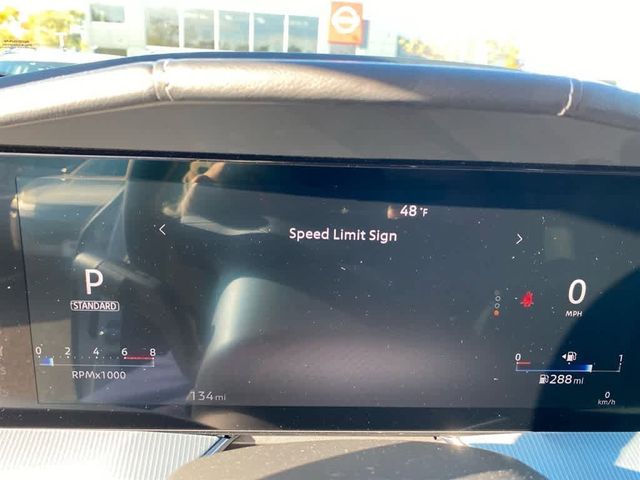 48 °F
< Speed Limit Sign >
P
STANDARD
0
MPH
0 2 4 6 8
RPMx1000
0 1
288 mi
134 mi
0
km/h